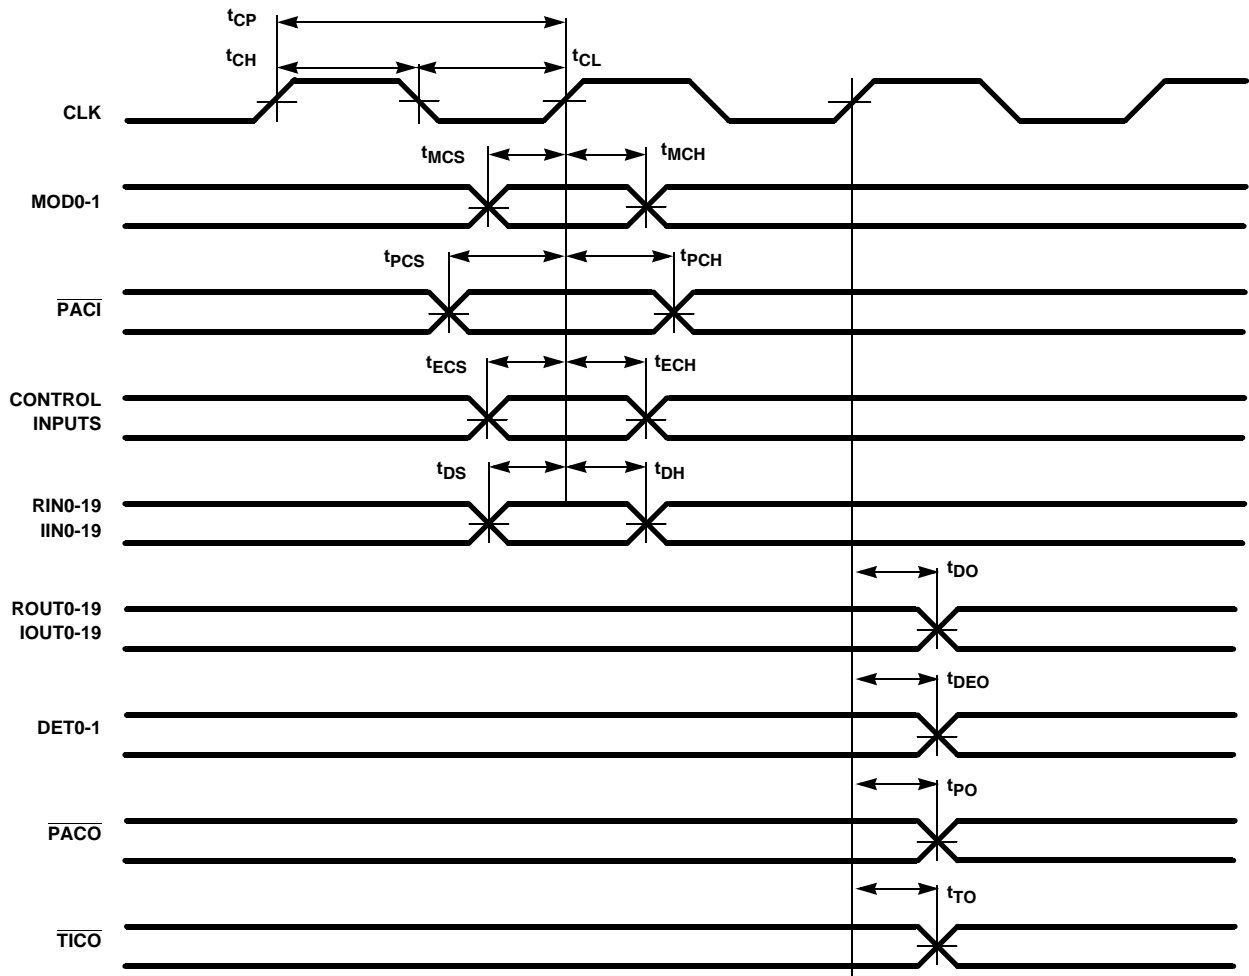 tCP
tCH
tCL
CLK
tMCS
tMCH
MOD0-1
tPCS
tPCH
PACI
tECS
tECH
CONTROL
INPUTS
tDS
tDH
RIN0-19
IIN0-19
tDO
ROUT0-19
IOUT0-19
tDEO
DET0-1
tPO
PACO
tTO
TICO